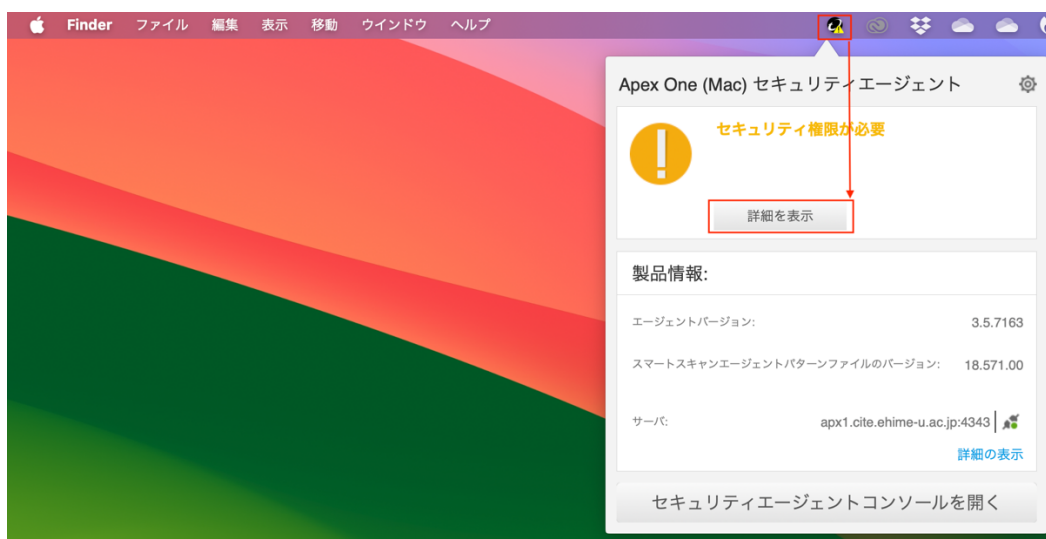 Finder ファイル 編集 表示 移動 ウインドウ ヘルプ
Apex One (Mac) セキュリティエージェント
セキュリティ権限が必要
詳細を表示
製品情報:
エージェントバージョン: 3.5.7163
スマートスキャンエージェントパターンファイルのバージョン: 18.571.00
サーバ: apx1.cite.ehime-u.ac.jp:4343
詳細の表示
セキュリティエージェントコンソールを開く